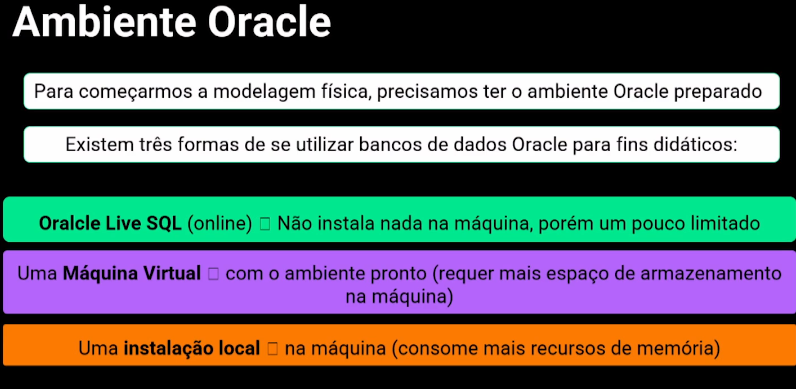 Ambiente Oracle
Para começarmos a modelagem física, precisamos ter o ambiente Oracle preparado
Existem três formas de se utilizar bancos de dados Oracle para fins didáticos:
Oralcle Live SQL (online) □ Não instala nada na máquina, porém um pouco limitado
Uma Máquina Virtual □ com o ambiente pronto (requer mais espaço de armazenamento
na máquina)
Uma instalação local □ na máquina (consome mais recursos de memória)